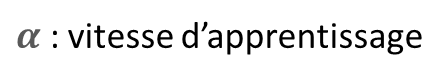 α : vitesse d’apprentissage